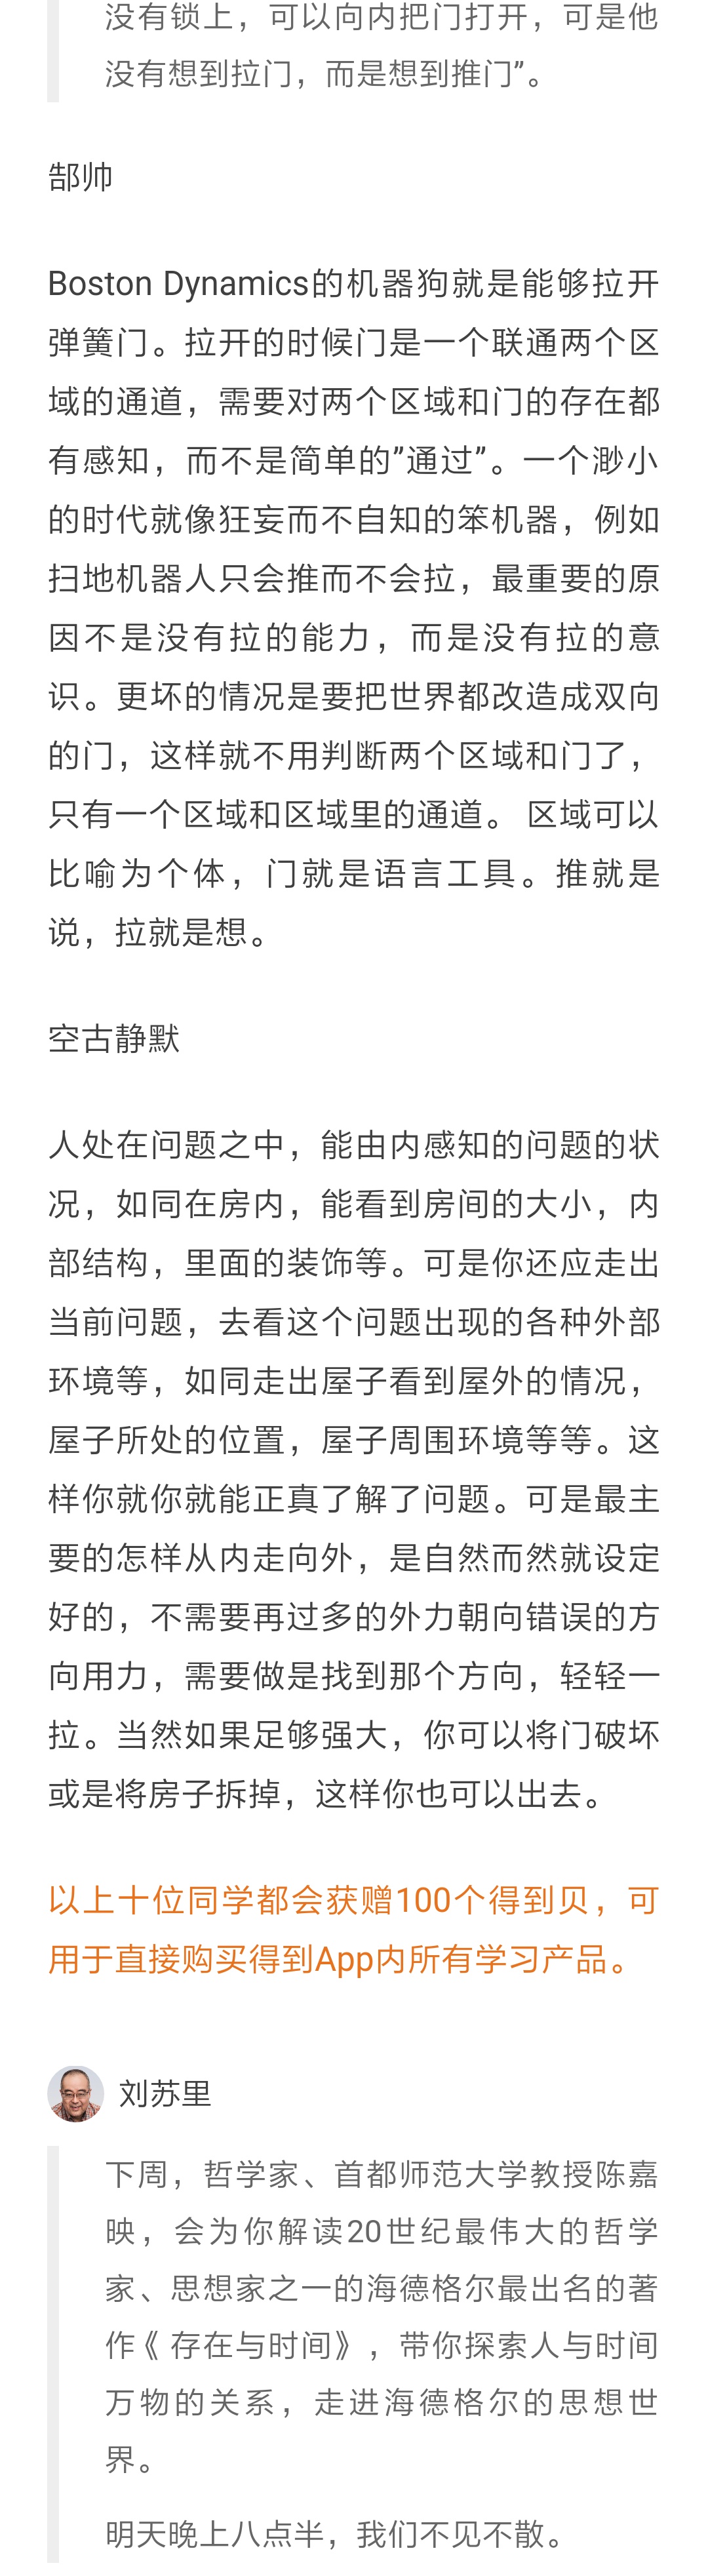 没有锁上，可以向内把门打开，可是他
没有想到拉门，而是想到推门”。
郜帅
Boston Dynamics的机器狗就是能够拉开
弹簧门。拉开的时候门是一个联通两个区
域的通道，需要对两个区域和门的存在都
有感知，而不是简单的”通过”。一个渺小
的时代就像狂妄而不自知的笨机器，例如
扫地机器人只会推而不会拉，最重要的原
因不是没有拉的能力，而是没有拉的意
识。更坏的情况是要把世界都改造成双向
的门，这样就不用判断两个区域和门了，
只有一个区域和区域里的通道。 区域可以
比喻为个体，门就是语言工具。推就是
说，拉就是想。
空古静默
人处在问题之中，能由内感知的问题的状
况，如同在房内，能看到房间的大小，内
部结构，里面的装饰等。可是你还应走出
当前问题，去看这个问题出现的各种外部
环境等，如同走出屋子看到屋外的情况，
屋子所处的位置，屋子周围环境等等。这
样你就你就能正真了解了问题。可是最主
要的怎样从内走向外，是自然而然就设定
好的，不需要再过多的外力朝向错误的方
向用力，需要做是找到那个方向，轻轻一
拉。当然如果足够强大，你可以将门破坏
或是将房子拆掉，这样你也可以出去。
以上十位同学都会获赠100个得到贝，可
用于直接购买得到App内所有学习产品。
刘苏里
下周，哲学家、首都师范大学教授陈嘉
映，会为你解读20世纪最伟大的哲学
家、思想家之一的海德格尔最出名的著
作《存在与时间》，带你探索人与时间
万物的关系，走进海德格尔的思想世
界。
明天晚上八点半，我们不见不散。